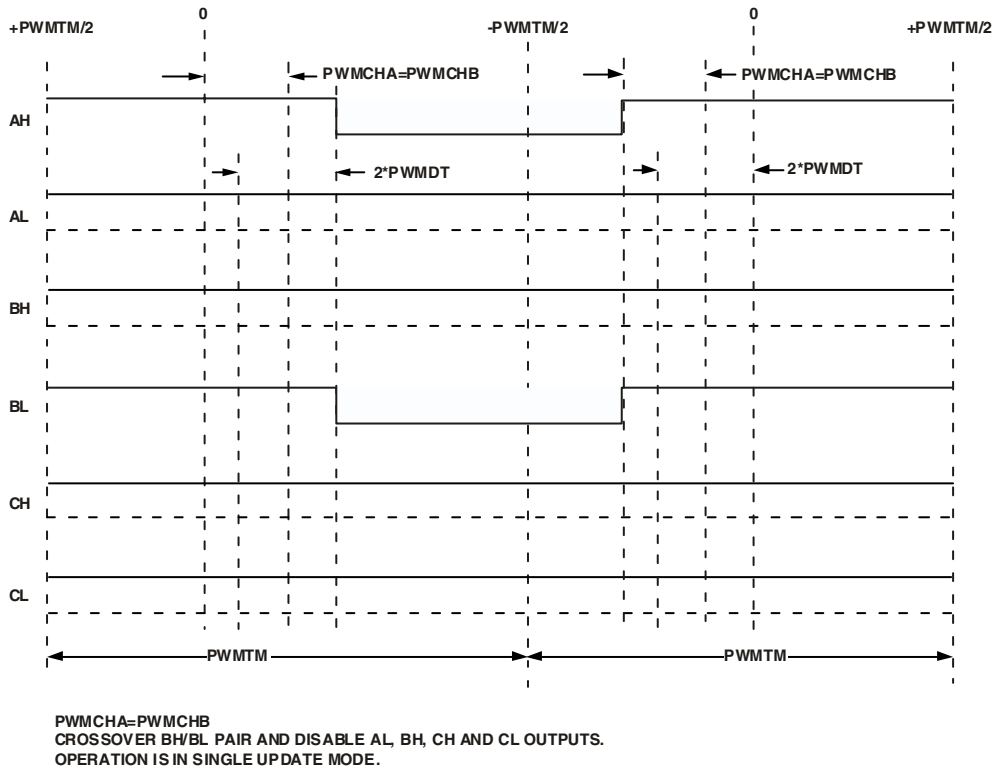 0 0
+PWMTM/2 -PWMTM/2 +PWMTM/2
PWMCHA=PWMCHB PWMCHA=PWMCHB
AH
2*PWMDT 2*PWMDT
AL
BH
BL
CH
CL
PWMTM PWMTM
PWMCHA=PWMCHB
CROSSOVER BH/BL PAIR AND DISABLE AL, BH, CH AND CL OUTPUTS.
OPERATION IS IN SINGLE UPDATE MODE.